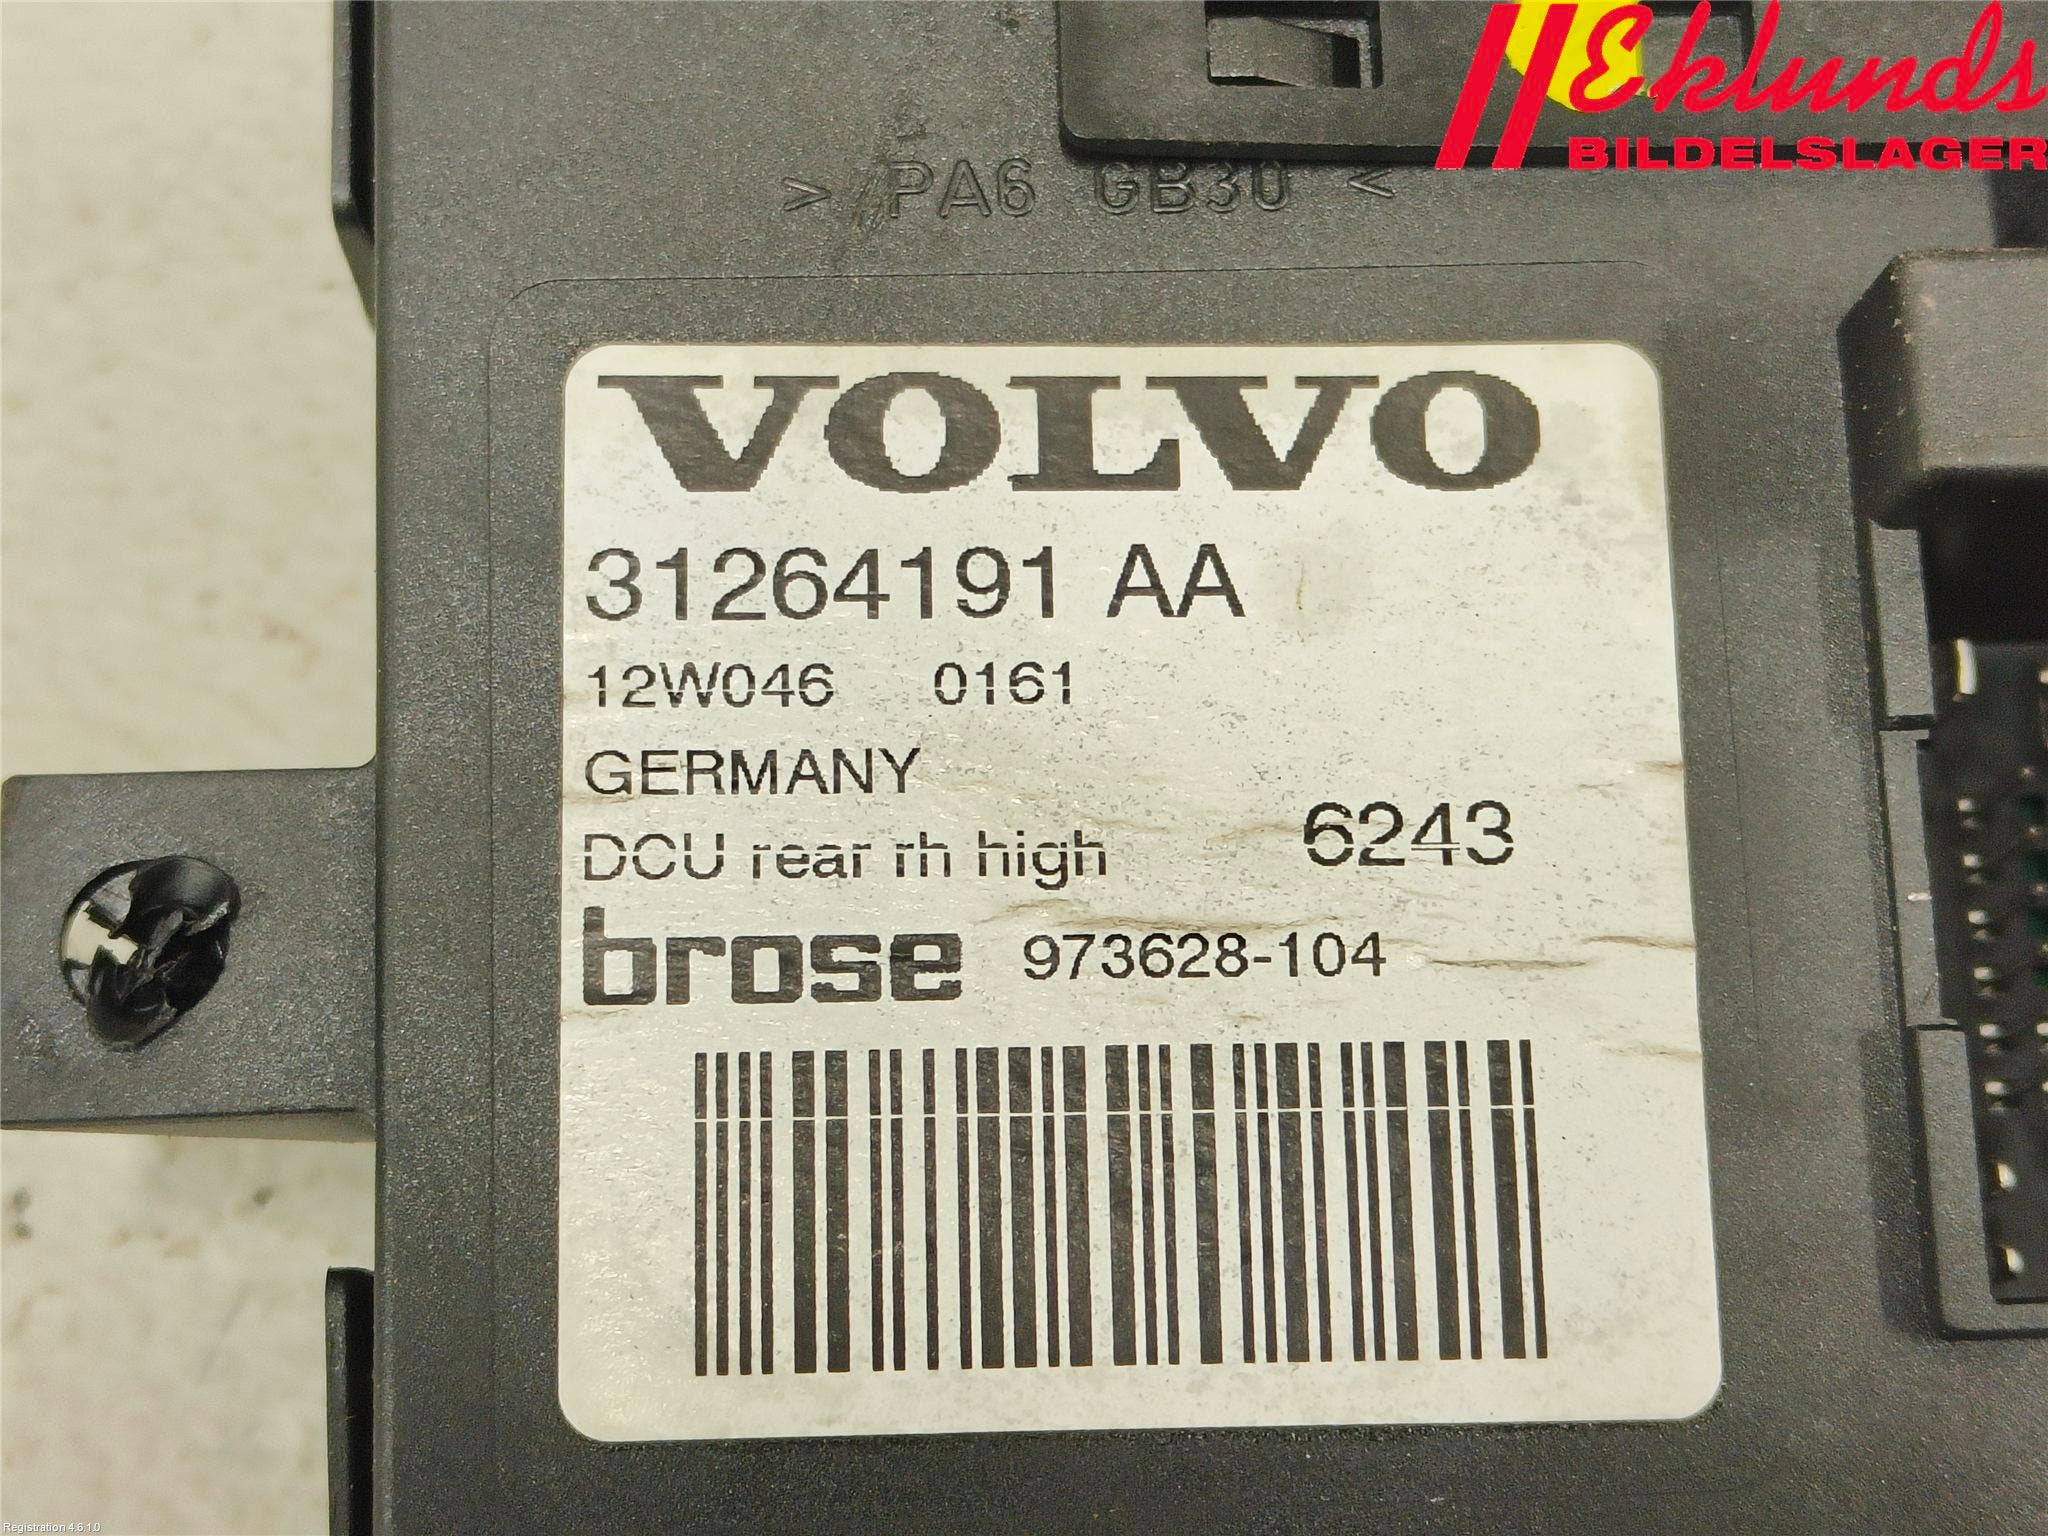 Eklunds
BILDELSLAGER
> PA6 GB30 <
VOLVO
31264191 AA
12W046 0161
GERMANY
DCU rear rh high 6243
brose 973628-104
Registration 4.6.1.0